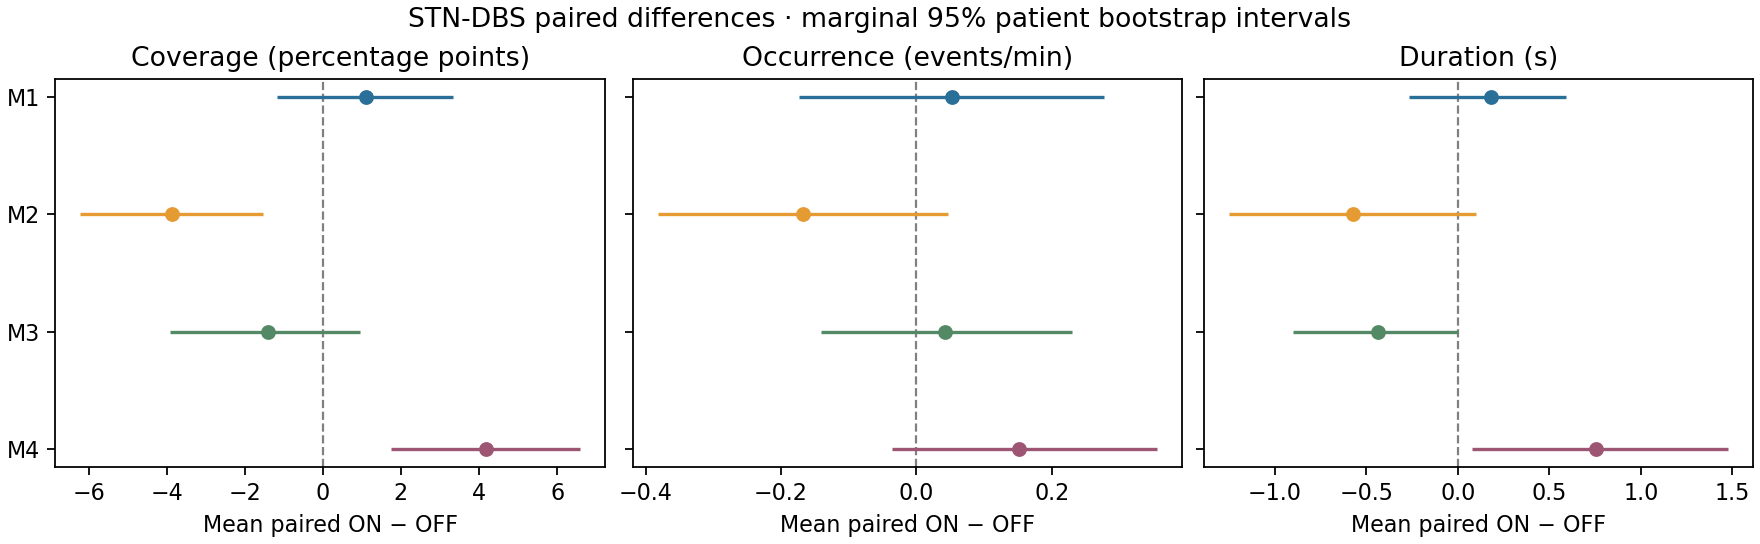 STN-DBS paired differences · marginal 95% patient bootstrap intervals
Coverage (percentage points)
Occurrence (events/min)
Duration (s)
M1
M2
M3
M4
−6 −4 −2 0 2 4 6
−0.4 −0.2 0.0 0.2
−1.0 −0.5 0.0 0.5 1.0 1.5
Mean paired ON − OFF
Mean paired ON − OFF
Mean paired ON − OFF